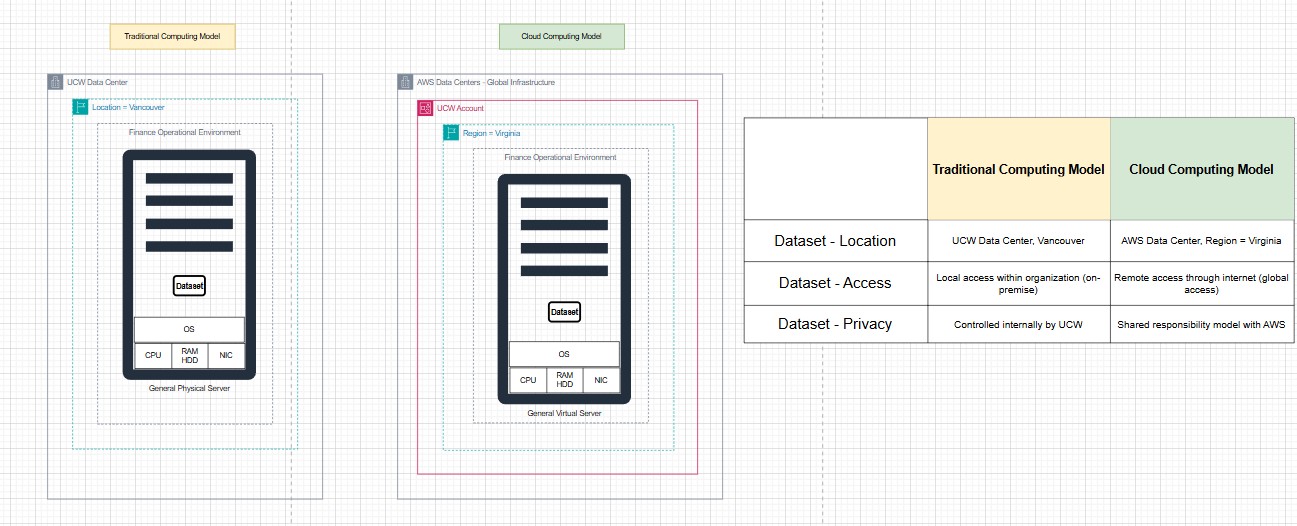 Traditional Computing Model
UCW Data Center
Location = Vancouver
Finance Operational Environment
Dataset
OS
CPU
RAM
HDD
NIC
General Physical Server
Cloud Computing Model
AWS Data Centers - Global Infrastructure
UCW Account
Region = Virginia
Finance Operational Environment
Dataset
OS
CPU
RAM
HDD
NIC
General Virtual Server
Traditional Computing Model
Cloud Computing Model
Dataset - Location
UCW Data Center, Vancouver
AWS Data Center, Region = Virginia
Dataset - Access
Local access within organization (on-
premise)
Remote access through internet (global
access)
Dataset - Privacy
Controlled internally by UCW
Shared responsibility model with AWS